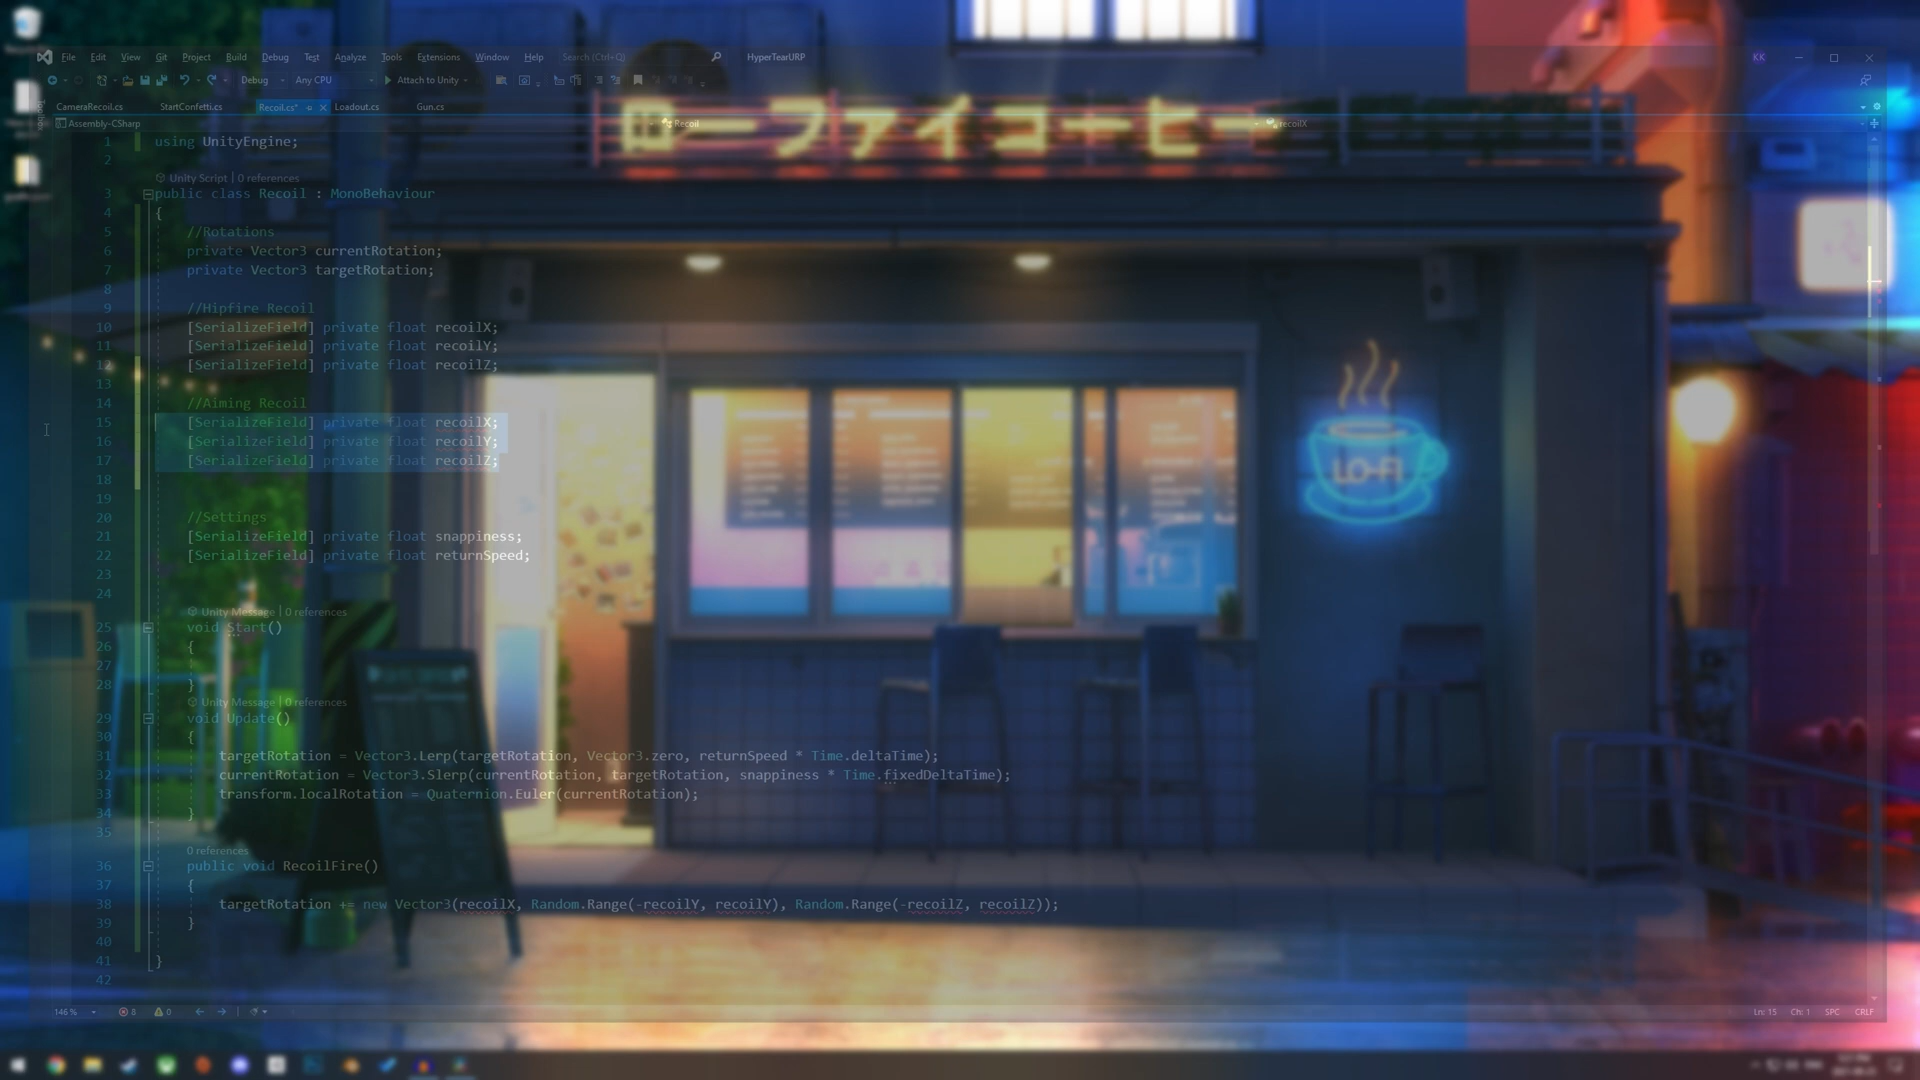 File Edit View Git Project Build Debug Test Analyze Tools Extensions Window Help Search (Ctrl+Q) HyperTearURP KK
Debug Any CPU Attach to Unity
CameraRecoil.cs StartConfetti.cs Recoil.cs* Loadout.cs Gun.cs
Assembly-CSharp Recoil recoilX
ローファイコーヒー
1 using UnityEngine;
2
Unity Script | 0 references
3 public class Recoil : MonoBehaviour
4 {
5 //Rotations
6 private Vector3 currentRotation;
7 private Vector3 targetRotation;
8
9 //Hipfire Recoil
10 [SerializeField] private float recoilX;
11 [SerializeField] private float recoilY;
12 [SerializeField] private float recoilZ;
13
14 //Aiming Recoil
15 [SerializeField] private float recoilX;
16 [SerializeField] private float recoilY;
17 [SerializeField] private float recoilZ;
LO-FI
18
19
20 //Settings
21 [SerializeField] private float snappiness;
22 [SerializeField] private float returnSpeed;
23
24
Unity Message | 0 references
25 void Start()
26 {
27
28 }
Unity Message | 0 references
29 void Update()
30 {
31 targetRotation = Vector3.Lerp(targetRotation, Vector3.zero, returnSpeed * Time.deltaTime);
32 currentRotation = Vector3.Slerp(currentRotation, targetRotation, snappiness * Time.fixedDeltaTime);
33 transform.localRotation = Quaternion.Euler(currentRotation);
34 }
35
0 references
36 public void RecoilFire()
37 {
38 targetRotation += new Vector3(recoilX, Random.Range(-recoilY, recoilY), Random.Range(-recoilZ, recoilZ));
39 }
40
41 }
42
146 % 8 0 Ln: 15 Ch: 1 SPC CRLF